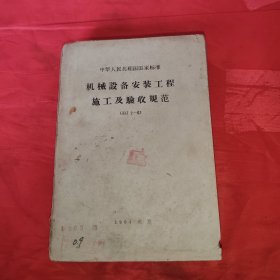 中华人民共和国国家标准
机械設备安装工程
施工及驗收規范
1964 北京